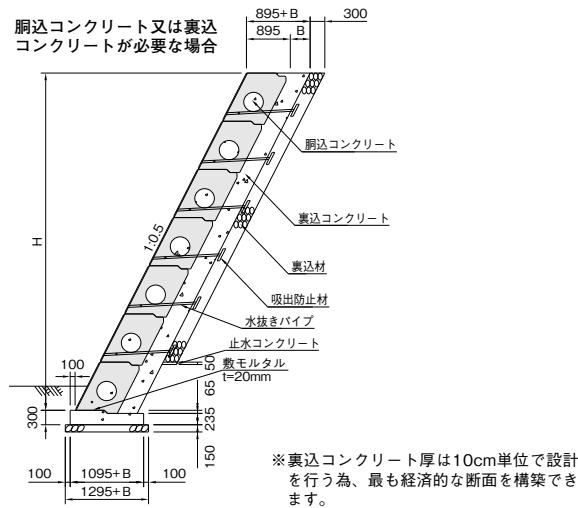 胴込コンクリート又は裏込
コンクリートが必要な場合
895+B
300
895
B
胴込コンクリート
裏込コンクリート
H
1:0.5
裏込材
吸出防止材
水抜きパイプ
止水コンクリート
敷モルタル
t=20mm
100
50
65
300
235
150
100
1095+B
100
1295+B
※裏込コンクリート厚は10cm単位で設計
を行う為、最も経済的な断面を構築でき
ます。